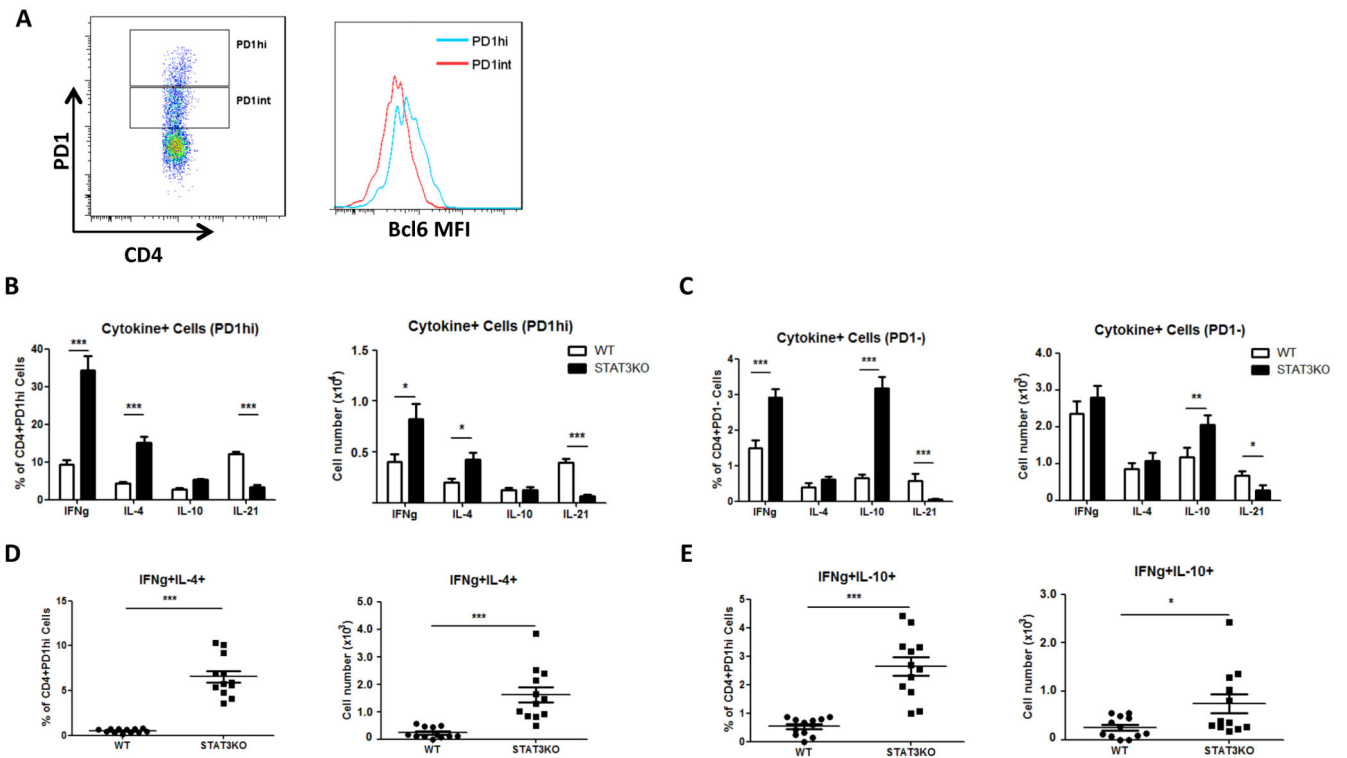 A
PD1hi
PD1int
PD1
CD4
PD1hi
PD1int
Bcl6 MFI
B
Cytokine+ Cells (PD1hi)
% of CD4+PD1hi Cells
40
30
20
10
0
***
***
***
IFNg IL-4 IL-10 IL-21
Cytokine+ Cells (PD1hi)
Cell number (x10⁴)
1.5
1.0
0.5
*
*
***
IFNg IL-4 IL-10 IL-21
WT
STAT3KO
C
Cytokine+ Cells (PD1-)
% of CD4+PD1- Cells
4
3
2
1
0
***
***
***
IFNg IL-4 IL-10 IL-21
Cytokine+ Cells (PD1-)
Cell number (x10³)
4.0
3.0
2.0
1.0
0
**
*
IFNg IL-4 IL-10 IL-21
WT
STAT3KO
D
IFNg+IL-4+
% of CD4+PD1hi Cells
15
10
5
0
***
WT STAT3KO
IFNg+IL-4+
Cell number (x10³)
5.0
4.0
3.0
2.0
1.0
0
***
WT STAT3KO
E
IFNg+IL-10+
% of CD4+PD1hi Cells
5
4
3
2
1
0
***
WT STAT3KO
IFNg+IL-10+
Cell number (x10³)
3.0
2.0
1.0
0
*
WT STAT3KO